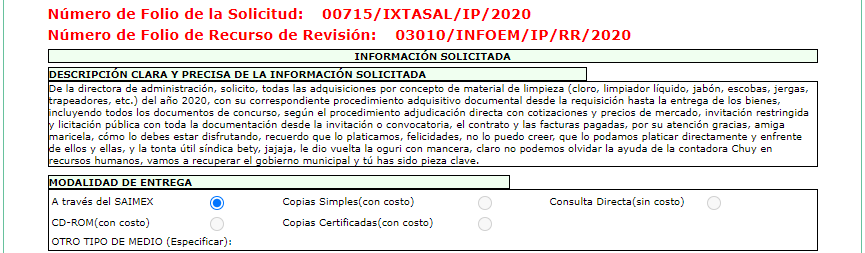 Número de Folio de la Solicitud: 00715/IXTASAL/IP/2020
Número de Folio de Recurso de Revisión: 03010/INFOEM/IP/RR/2020
INFORMACIÓN SOLICITADA
DESCRIPCIÓN CLARA Y PRECISA DE LA INFORMACIÓN SOLICITADA
De la directora de administración, solicito, todas las adquisiciones por concepto de material de limpieza (cloro, limpiador líquido, jabón, escobas, jergas,
trapeadores, etc.) del año 2020, con su correspondiente procedimiento adquisitivo documental desde la requisición hasta la entrega de los bienes,
incluyendo todos los documentos de concurso, según el procedimiento adjudicación directa con cotizaciones y precios de mercado, invitación restringida
y licitación pública con toda la documentación desde la invitación o convocatoria, el contrato y las facturas pagadas, por su atención gracias, amiga
maricela, cómo lo debes estar disfrutando, recuerdo que lo platicamos, felicidades, no lo puedo creer, que lo podamos platicar directamente y enfrente
de ellos y ellas, y la tonta útil síndica bety, jajaja, le dio vuelta la oguri con mancera, claro no podemos olvidar la ayuda de la contadora Chuy en
recursos humanos, vamos a recuperar el gobierno municipal y tú has sido pieza clave.
MODALIDAD DE ENTREGA
A través del SAIMEX Copias Simples(con costo) Consulta Directa(sin costo)
CD-ROM(con costo) Copias Certificadas(con costo)
OTRO TIPO DE MEDIO (Especificar):